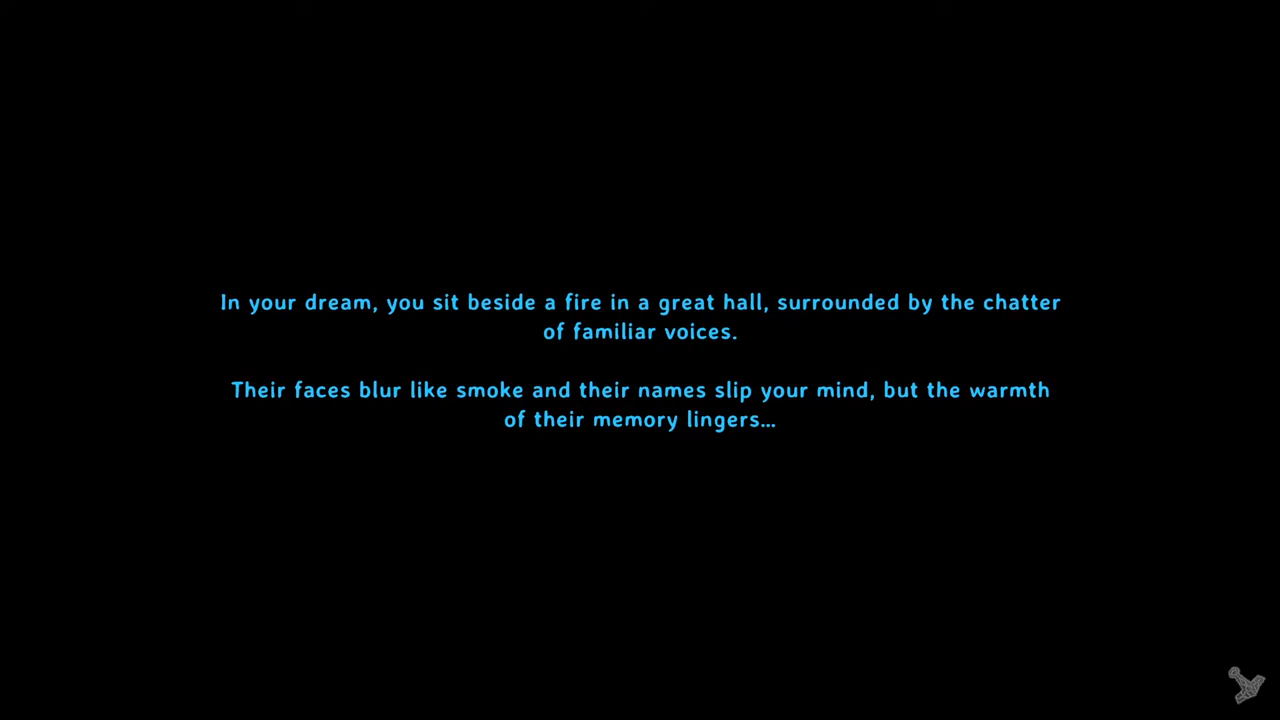 In your dream, you sit beside a fire in a great hall, surrounded by the chatter
of familiar voices.
Their faces blur like smoke and their names slip your mind, but the warmth
of their memory lingers...